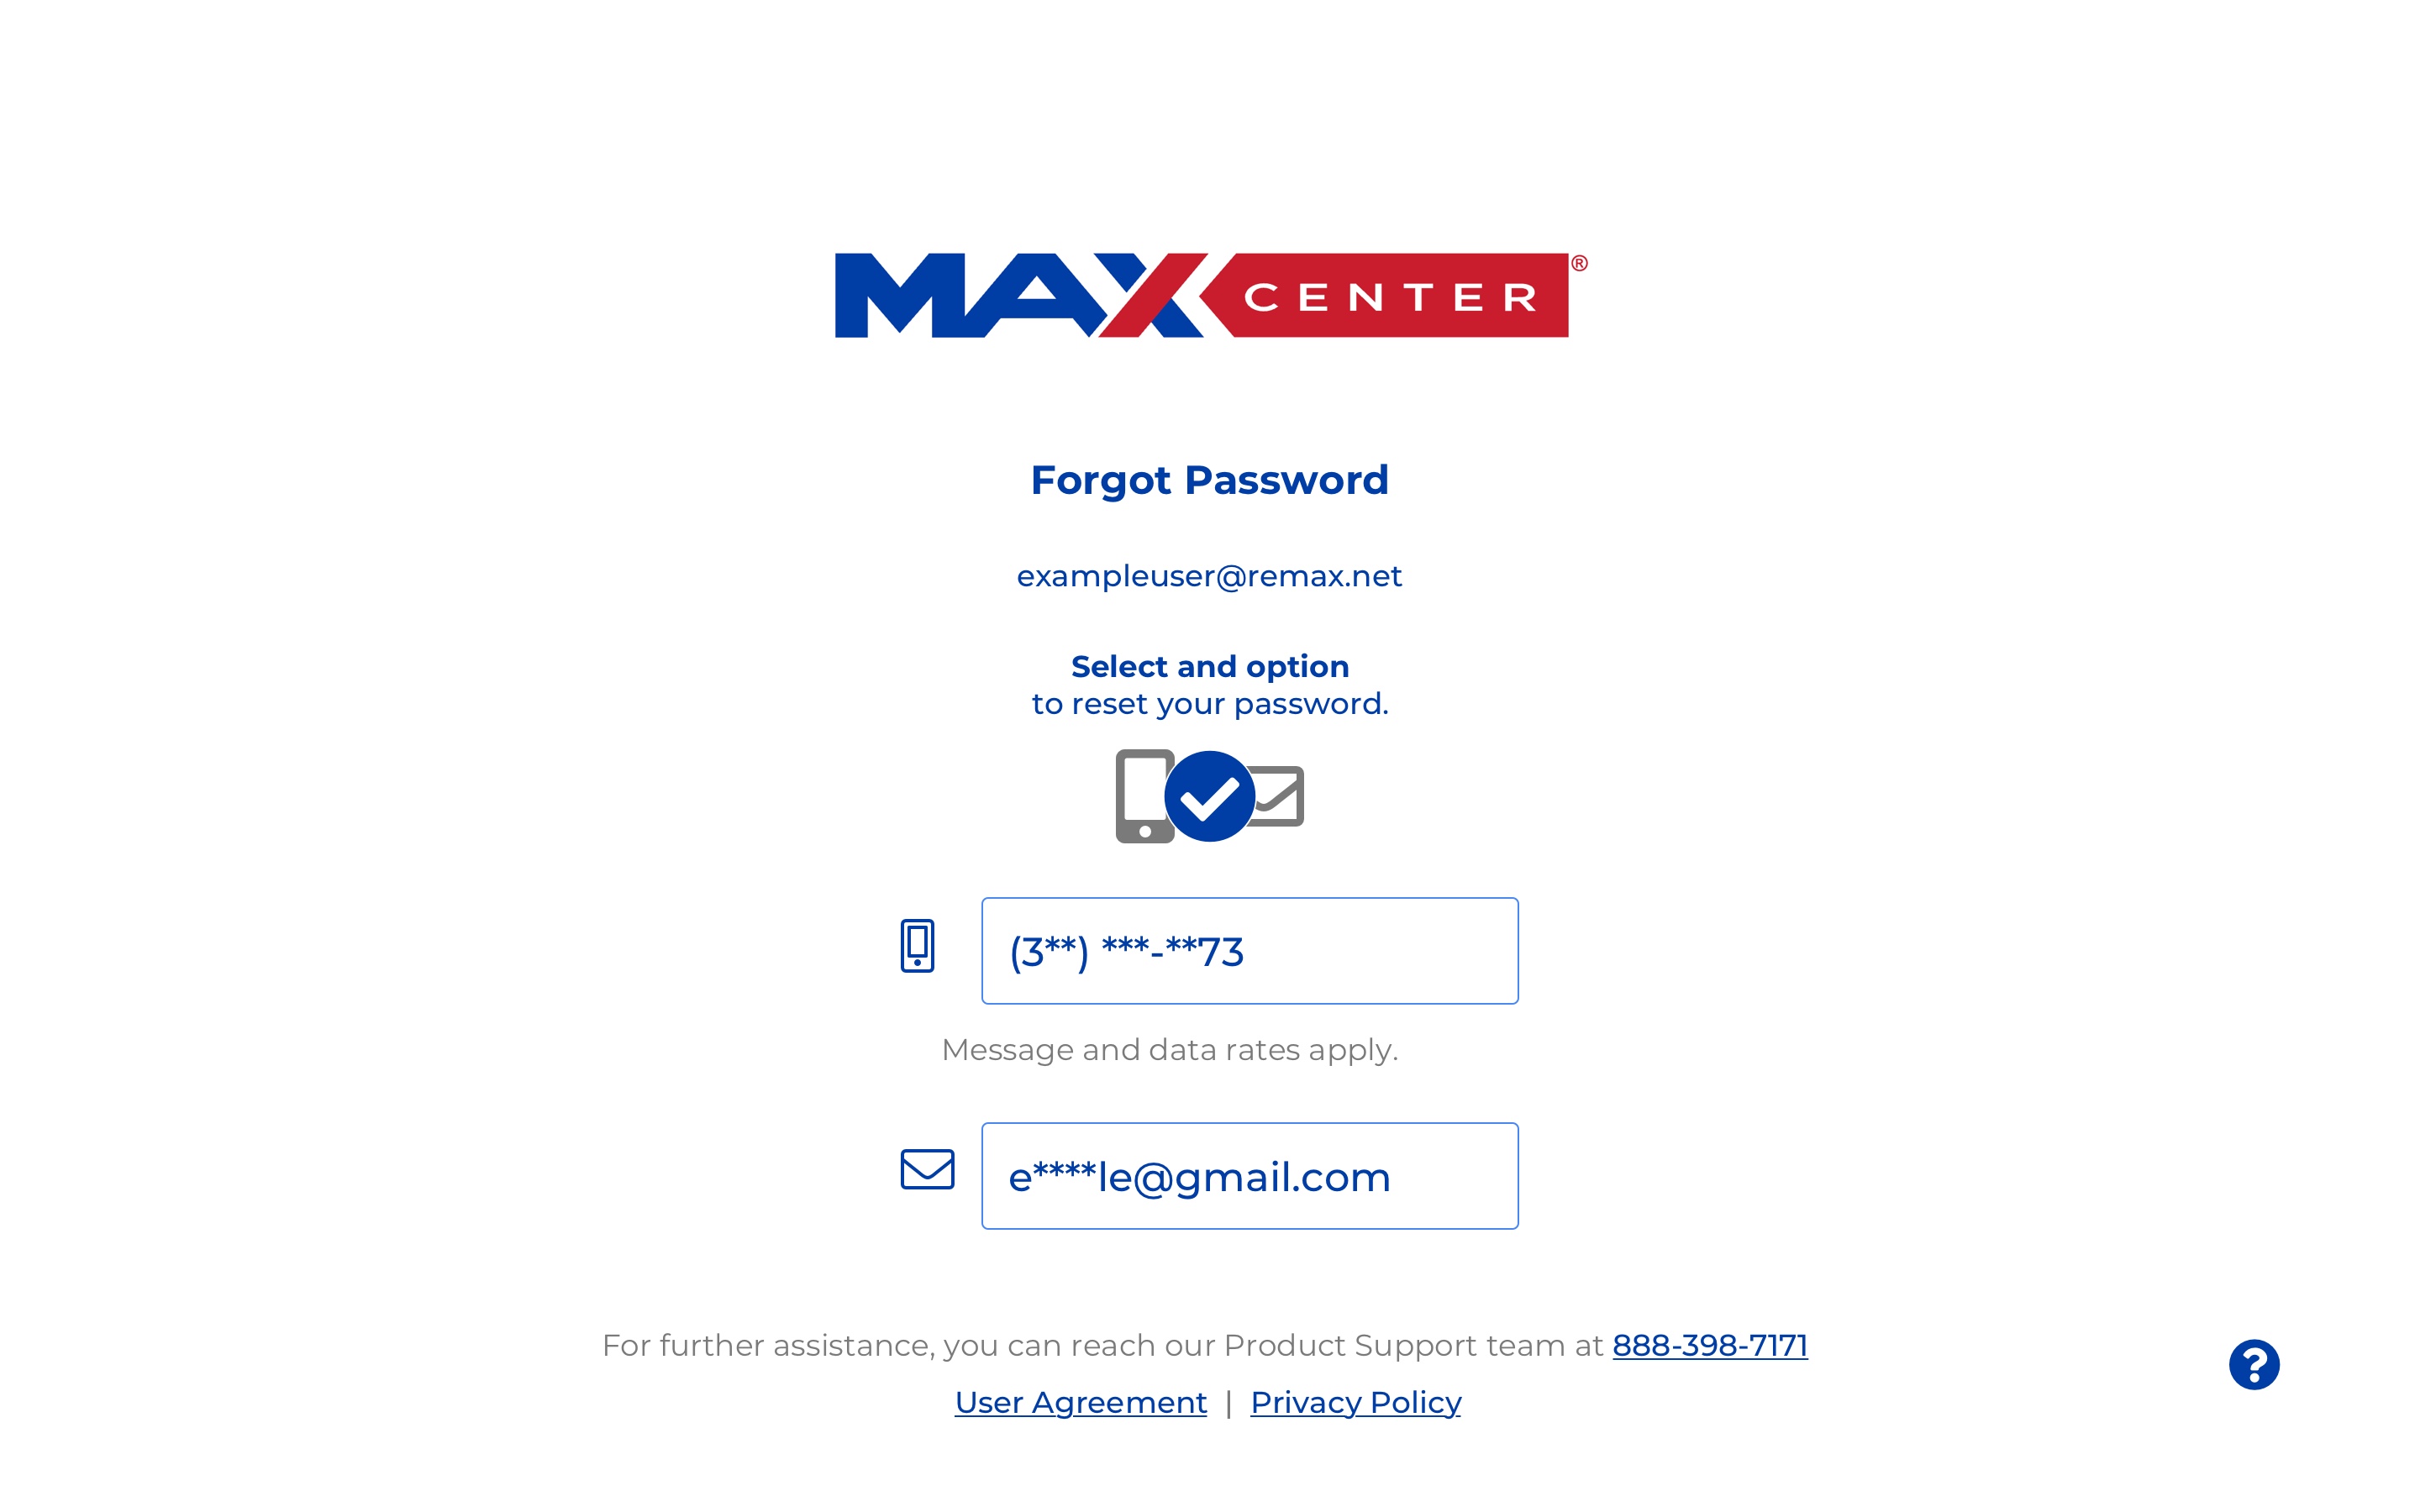 MAX CENTER®
Forgot Password
exampleuser@remax.net
Select and option
to reset your password.
(3**) ***-**73
Message and data rates apply.
e****le@gmail.com
For further assistance, you can reach our Product Support team at 888-398-7171
User Agreement | Privacy Policy
?